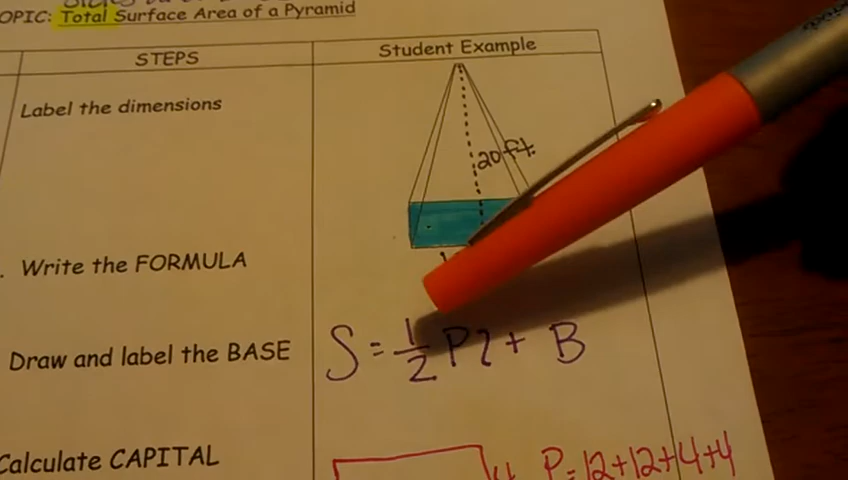 OPIC: Total Surface Area of a Pyramid
STEPS
Student Example
Label the dimensions
20 ft.
. Write the FORMULA
Draw and label the BASE
S = 1/2 Pl + B
Calculate CAPITAL
4
P = 12+12+4+4